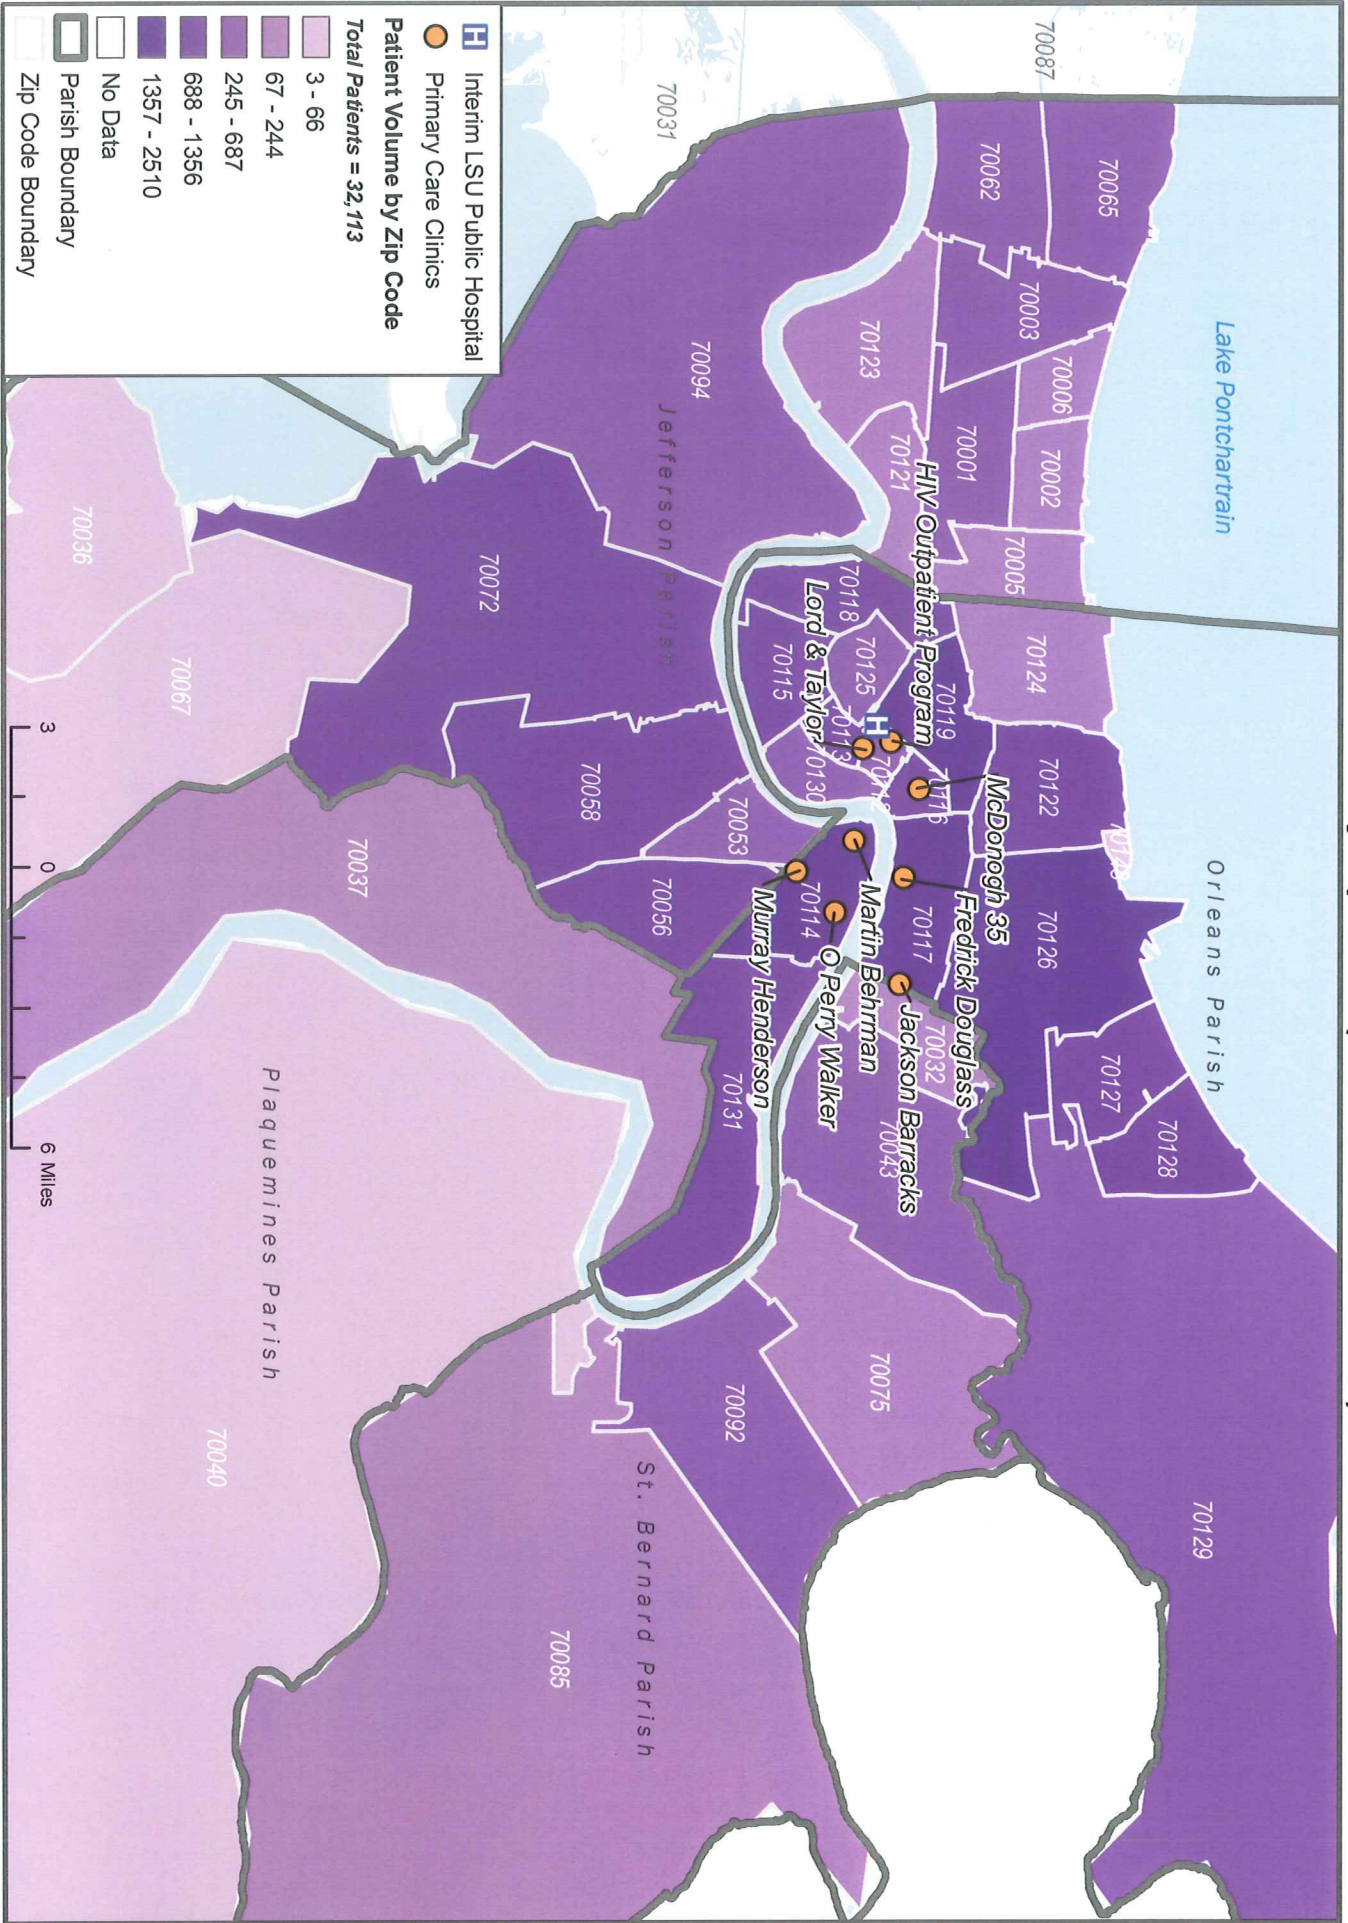 Interim LSU Public Hospital
Primary Care Clinics
Patient Volume by Zip Code
Total Patients = 32,113
3 - 66
67 - 244
245 - 687
688 - 1356
1357 - 2510
No Data
Parish Boundary
Zip Code Boundary
H
Lake Pontchartrain
Orleans Parish
Jefferson Parish
Plaquemines Parish
St. Bernard Parish
70087
70031
70065
70062
70003
70006
70002
70001
70005
70123
70121
70094
70124
70122
70126
70127
70128
70129
70118
70125
70119
70115
70113
70130
70116
70117
70032
70043
70114
70131
70053
70056
70058
70072
70067
70036
70037
70040
70075
70092
70085
HIV Outpatient Program
Lord & Taylor
H
McDonogh 35
Fredrick Douglass
Jackson Barracks
Martin Behrman
O Perry Walker
Murray Henderson
3 0 6 Miles